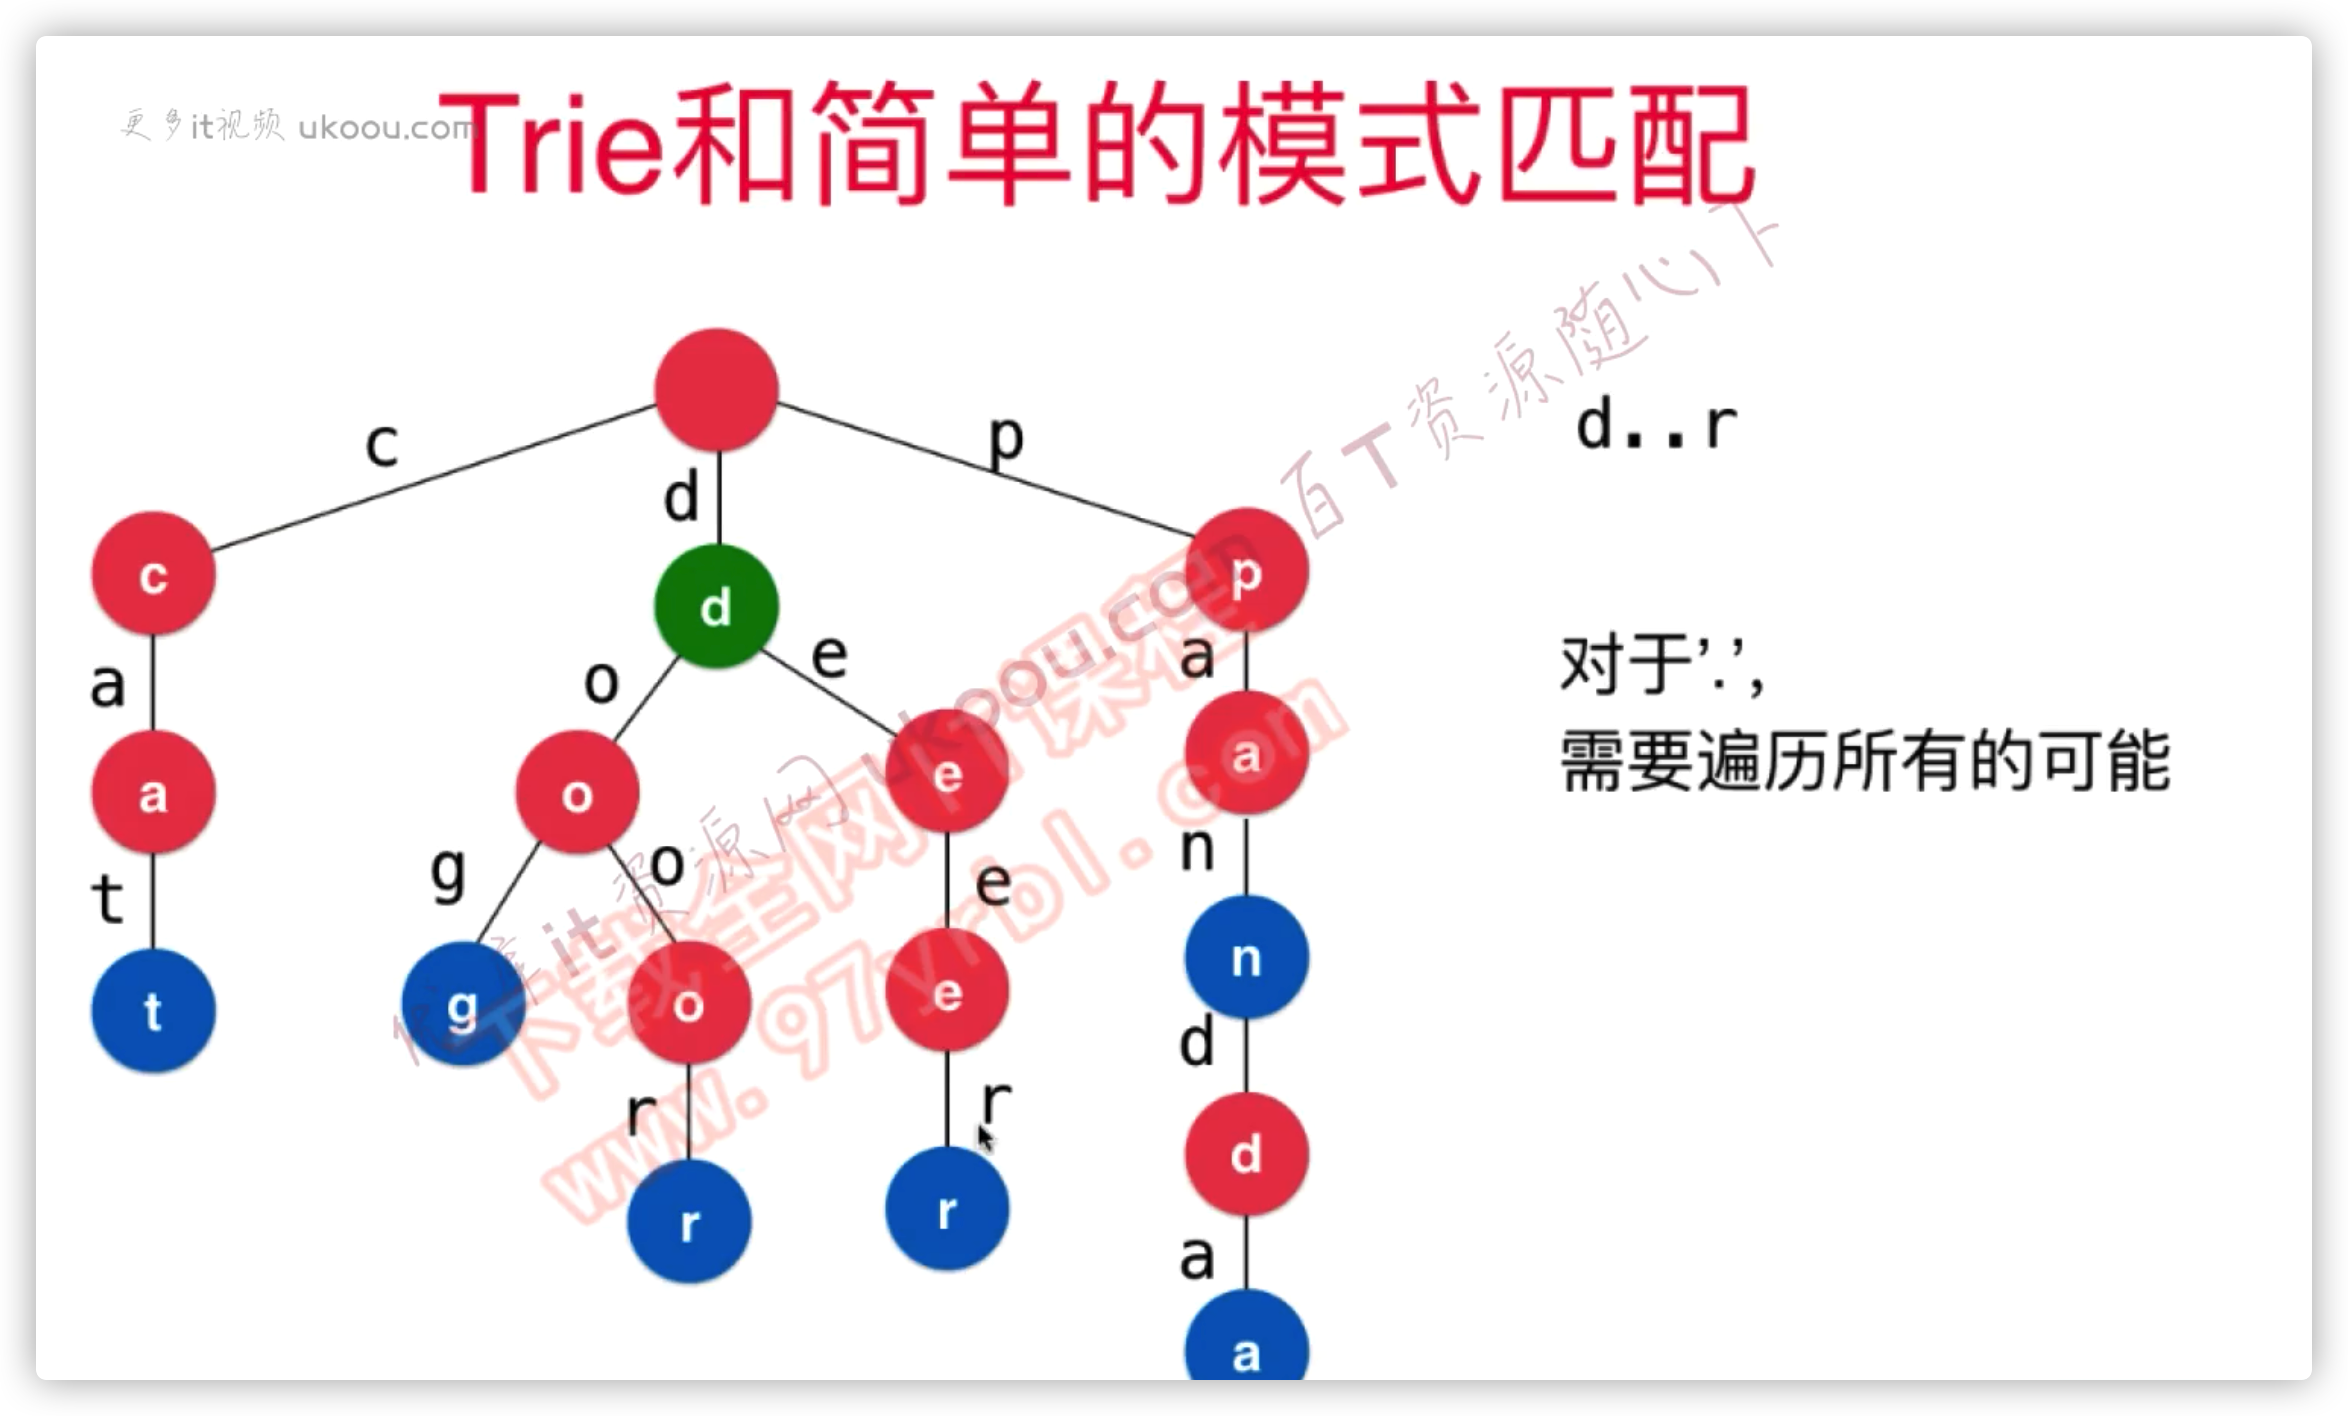 更多it视频 ukoou.com
Trie和简单的模式匹配
c
d
p
d..r
c
d
p
对于’.’,
需要遍历所有的可能
a
o
e
a
a
o
e
a
g
o
e
n
t
t
g
o
e
n
r
r
d
r
r
d
a
a
it资源网 ukoou.com 百T资源随心下
下载全网IT课程
www.97yrbl.com